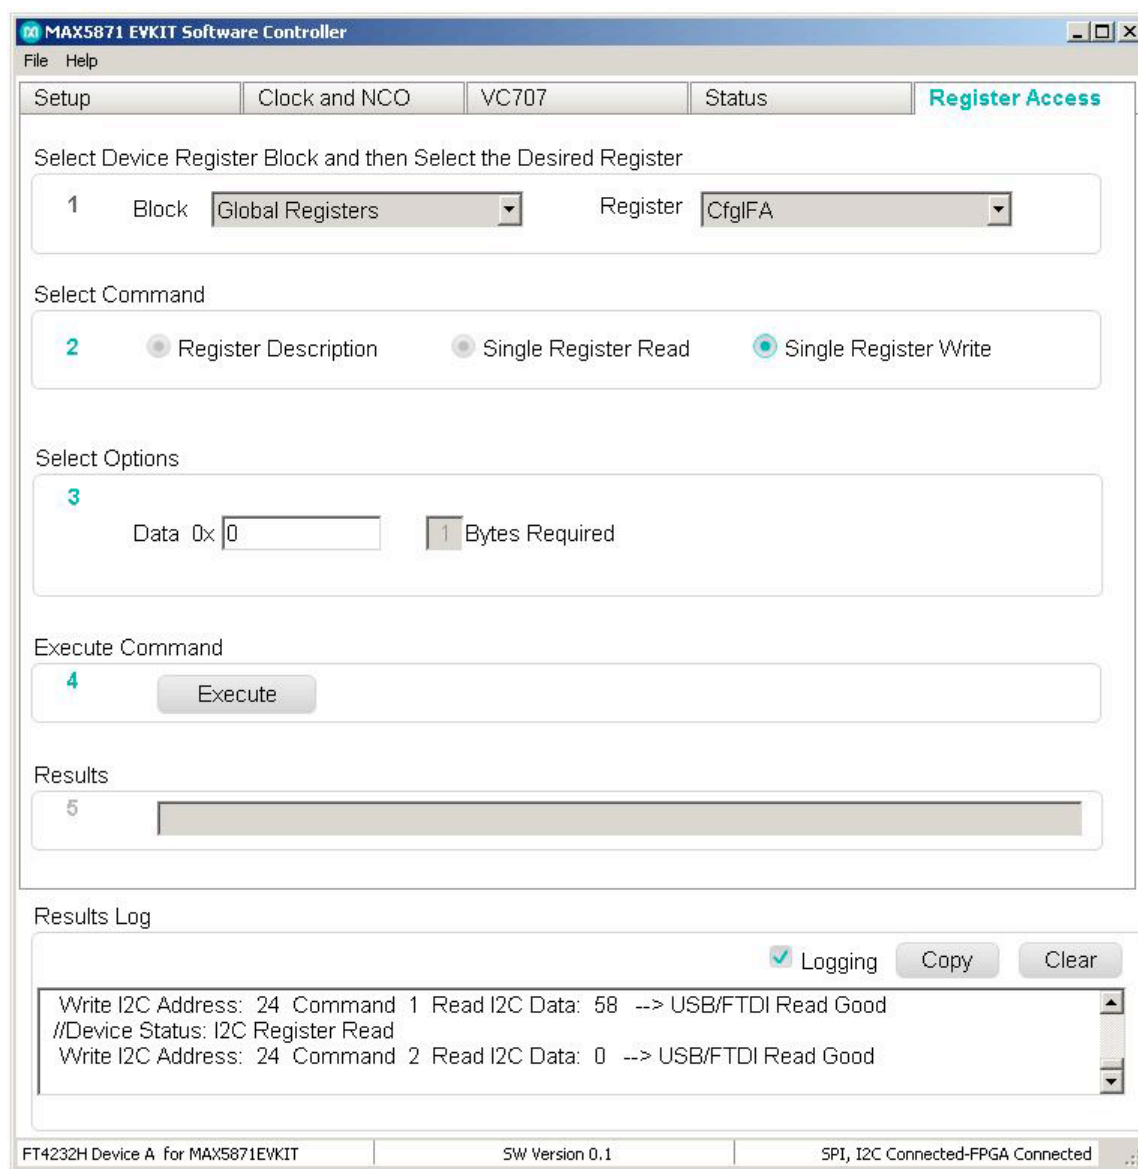 MAX5871 EVKIT Software Controller
File Help
Setup Clock and NCO VC707 Status Register Access
Select Device Register Block and then Select the Desired Register
1 Block Global Registers Register CfgIFA
Select Command
2 Register Description Single Register Read Single Register Write
Select Options
3
Data 0x 0 1 Bytes Required
Execute Command
4
Execute
Results
5
Results Log
Logging Copy Clear
Write I2C Address: 24 Command 1 Read I2C Data: 58 --> USB/FTDI Read Good
//Device Status: I2C Register Read
Write I2C Address: 24 Command 2 Read I2C Data: 0 --> USB/FTDI Read Good
FT4232H Device A for MAX5871EVKIT SW Version 0.1 SPI, I2C Connected-FPGA Connected